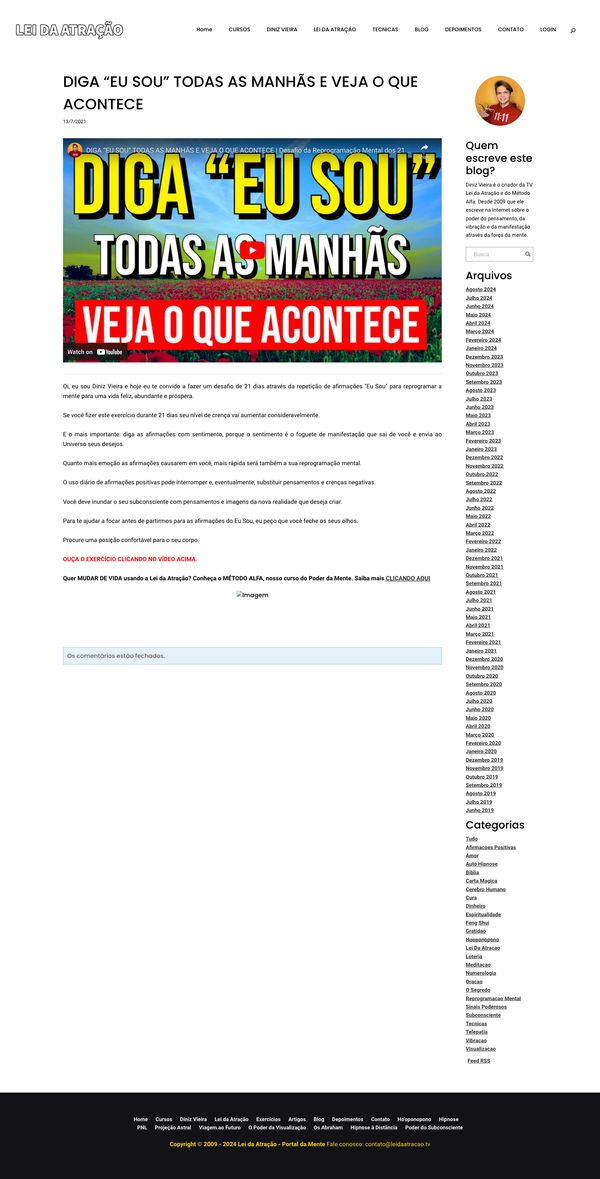 LEI DA ATRAÇÃO
Home CURSOS DINIZ VIEIRA LEI DA ATRAÇÃO TECNICAS BLOG DEPOIMENTOS CONTATO LOGIN
DIGA “EU SOU” TODAS AS MANHÃS E VEJA O QUE
ACONTECE
13/7/2021
DIGA “EU SOU” TODAS AS MANHÃS E VEJA O QUE ACONTECE | Desafio da Reprogramação Mental dos 21
DIGA “EU SOU”
TODAS AS MANHÃS
VEJA O QUE ACONTECE
Watch on YouTube
Oi, eu sou Diniz Vieira e hoje eu te convido a fazer um desafio de 21 dias através da repetição de afirmações "Eu Sou" para reprogramar a
mente para uma vida feliz, abundante e próspera.
Se você fizer este exercício durante 21 dias seu nível de crença vai aumentar consideravelmente.
E o mais importante: diga as afirmações com sentimento, porque o sentimento é o foguete de manifestação que sai de você e envia ao
Universo seus desejos.
Quanto mais emoção as afirmações causarem em você, mais rápida será também a sua reprogramação mental.
O uso diário de afirmações positivas pode interromper e, eventualmente, substituir pensamentos e crenças negativas.
Você deve inundar o seu subconsciente com pensamentos e imagens da nova realidade que deseja criar.
Para te ajudar a focar antes de partirmos para as afirmações do Eu Sou, eu peço que você feche os seus olhos.
Procure uma posição confortável para o seu corpo.
OUÇA O EXERCÍCIO CLICANDO NO VÍDEO ACIMA.
Quer MUDAR DE VIDA usando a Lei da Atração? Conheça o MÉTODO ALFA, nosso curso do Poder da Mente. Saiba mais CLICANDO AQUI
Imagem
Os comentários estão fechados.
11:11
Quem
escreve este
blog?
Diniz Vieira é o criador da TV
Lei da Atração e do Método
Alfa. Desde 2009 que ele
escreve na Internet sobre o
poder do pensamento, da
vibração e da manifestação
através da força da mente.
Busca
Arquivos
Agosto 2024
Julho 2024
Junho 2024
Maio 2024
Abril 2024
Março 2024
Fevereiro 2024
Janeiro 2024
Dezembro 2023
Novembro 2023
Outubro 2023
Setembro 2023
Agosto 2023
Julho 2023
Junho 2023
Maio 2023
Abril 2023
Março 2023
Fevereiro 2023
Janeiro 2023
Dezembro 2022
Novembro 2022
Outubro 2022
Setembro 2022
Agosto 2022
Julho 2022
Junho 2022
Maio 2022
Abril 2022
Março 2022
Fevereiro 2022
Janeiro 2022
Dezembro 2021
Novembro 2021
Outubro 2021
Setembro 2021
Agosto 2021
Julho 2021
Junho 2021
Maio 2021
Abril 2021
Março 2021
Fevereiro 2021
Janeiro 2021
Dezembro 2020
Novembro 2020
Outubro 2020
Setembro 2020
Agosto 2020
Julho 2020
Junho 2020
Maio 2020
Abril 2020
Março 2020
Fevereiro 2020
Janeiro 2020
Dezembro 2019
Novembro 2019
Outubro 2019
Setembro 2019
Agosto 2019
Julho 2019
Junho 2019
Categorias
Tudo
Afirmacoes Positivas
Amor
Auto Hipnose
Biblia
Carta Magica
Cerebro Humano
Cura
Dinheiro
Espiritualidade
Feng Shui
Gratidao
Hooponopono
Lei Da Atracao
Loteria
Meditacao
Numerologia
Oracao
O Segredo
Reprogramacao Mental
Sinais Poderosos
Subconsciente
Tecnicas
Telepatia
Vibracao
Visualizacao
Feed RSS
Home Cursos Diniz Vieira Lei da Atração Exercícios Artigos Blog Depoimentos Contato Ho'oponopono Hipnose
PNL Projeção Astral Viagem ao Futuro O Poder da Visualização Os Abraham Hipnose à Distância Poder do Subconsciente
Copyright © 2009 - 2024 Lei da Atração - Portal da Mente Fale conosco: contato@leidaatracao.tv